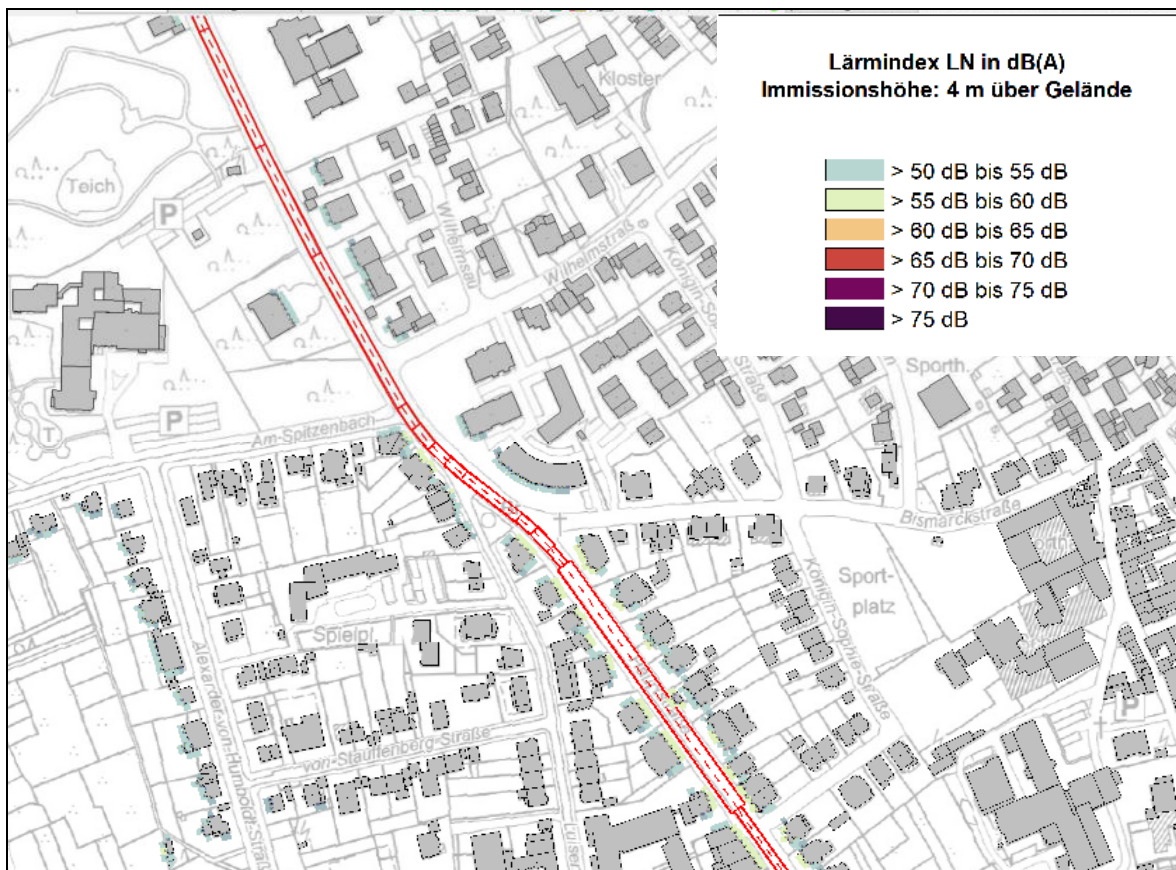 Lärmindex LN in dB(A)
Immissionshöhe: 4 m über Gelände
> 50 dB bis 55 dB
> 55 dB bis 60 dB
> 60 dB bis 65 dB
> 65 dB bis 70 dB
> 70 dB bis 75 dB
> 75 dB
Kloster
Teich
P
Wilhelmsau
Wilhelmstraße
Straße
Sporth.
P
T
Am-Spitzenbach
Bismarckstraße
Sport-
platz
Königin-Sophie-Straße
Spielpl.
Alexander-von-Humboldt-Straße
von-Stauffenberg-Straße
P